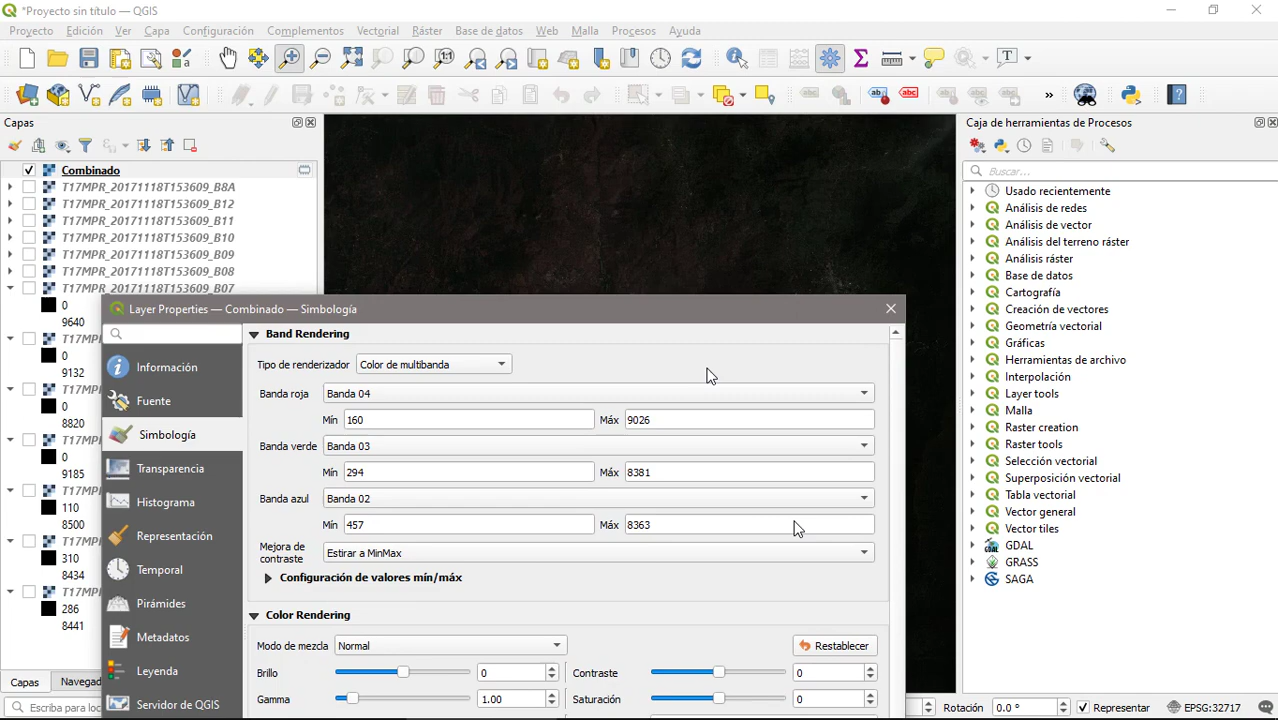 *Proyecto sin título — QGIS
Proyecto Edición Ver Capa Configuración Complementos Vectorial Ráster Base de datos Web Malla Procesos Ayuda
Capas
Combinado
T17MPR_20171118T153609_B8A
T17MPR_20171118T153609_B12
T17MPR_20171118T153609_B11
T17MPR_20171118T153609_B10
T17MPR_20171118T153609_B09
T17MPR_20171118T153609_B08
T17MPR_20171118T153609_B07
0
9640
T17M
0
9132
T17M
0
8820
T17M
0
9185
T17M
110
8500
T17M
310
8434
T17M
286
8441
Capas Navegad
Escriba para loc
Layer Properties — Combinado — Simbología
Información
Fuente
Simbología
Transparencia
Histograma
Representación
Temporal
Pirámides
Metadatos
Leyenda
Servidor de QGIS
Band Rendering
Tipo de renderizador Color de multibanda
Banda roja Banda 04
Mín 160 Máx 9026
Banda verde Banda 03
Mín 294 Máx 8381
Banda azul Banda 02
Mín 457 Máx 8363
Mejora de contraste Estirar a MinMax
Configuración de valores mín/máx
Color Rendering
Modo de mezcla Normal Restablecer
Brillo 0 Contraste 0
Gamma 1.00 Saturación 0
Caja de herramientas de Procesos
Buscar...
Usado recientemente
Análisis de redes
Análisis de vector
Análisis del terreno ráster
Análisis ráster
Base de datos
Cartografía
Creación de vectores
Geometría vectorial
Gráficas
Herramientas de archivo
Interpolación
Layer tools
Malla
Raster creation
Raster tools
Selección vectorial
Superposición vectorial
Tabla vectorial
Vector general
Vector tiles
GDAL
GRASS
SAGA
Rotación 0.0 ° Representar EPSG:32717